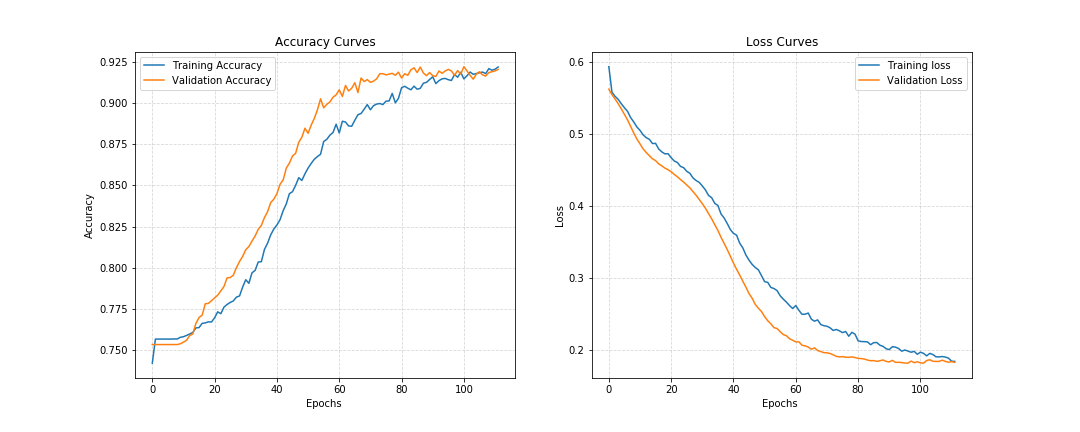 Accuracy Curves
Training Accuracy
Validation Accuracy
Accuracy
0.925
0.900
0.875
0.850
0.825
0.800
0.775
0.750
0 20 40 60 80 100
Epochs
Loss Curves
Training loss
Validation Loss
Loss
0.6
0.5
0.4
0.3
0.2
0 20 40 60 80 100
Epochs